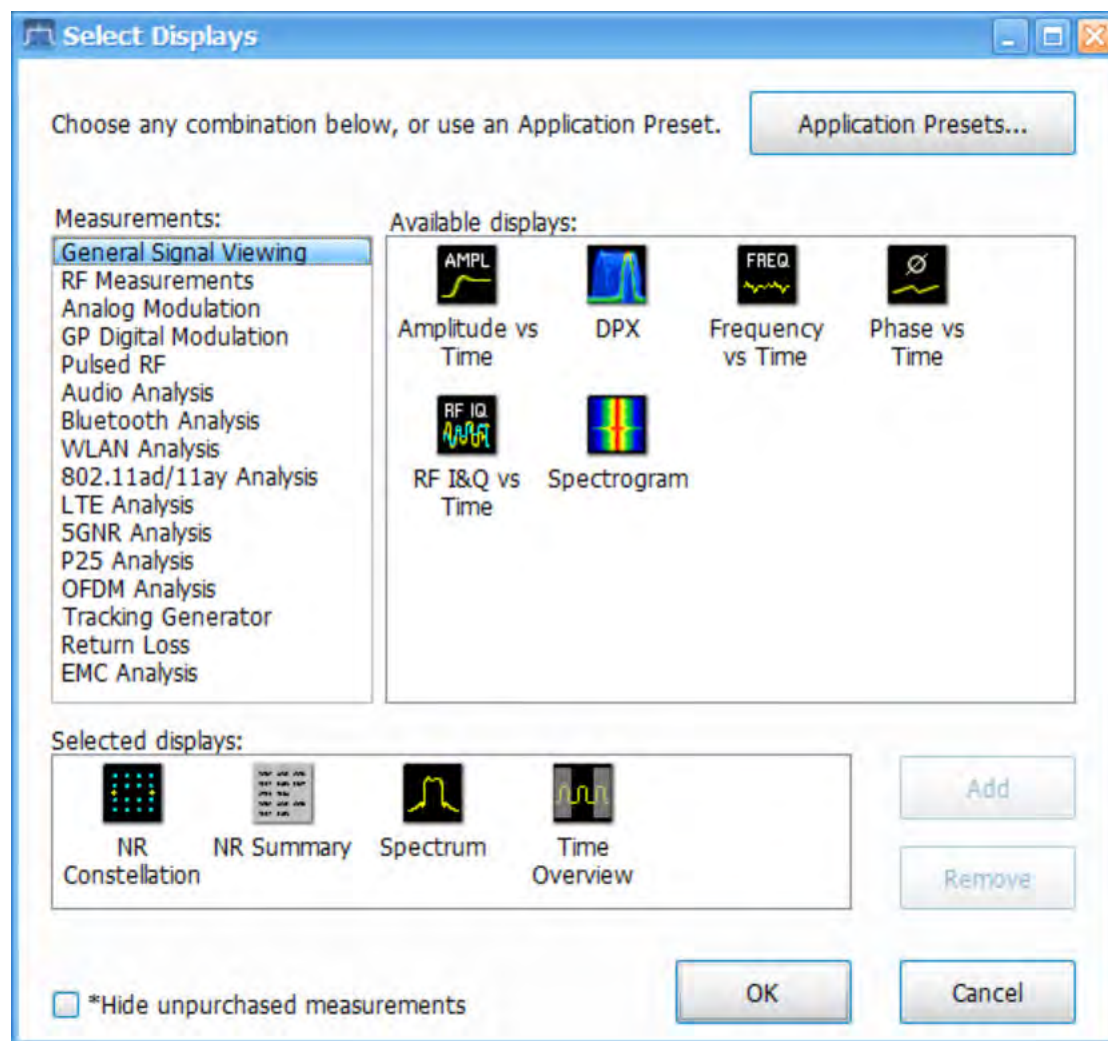 Select Displays
Choose any combination below, or use an Application Preset.
Application Presets...
Measurements:
General Signal Viewing
RF Measurements
Analog Modulation
GP Digital Modulation
Pulsed RF
Audio Analysis
Bluetooth Analysis
WLAN Analysis
802.11ad/11ay Analysis
LTE Analysis
5GNR Analysis
P25 Analysis
OFDM Analysis
Tracking Generator
Return Loss
EMC Analysis
Available displays:
AMPL
Amplitude vs
Time
DPX
FREQ
Frequency
vs Time
Ø
Phase vs
Time
RF IQ
RF I&Q vs
Time
Spectrogram
Selected displays:
NR
Constellation
NR Summary
Spectrum
Time
Overview
Add
Remove
*Hide unpurchased measurements
OK
Cancel